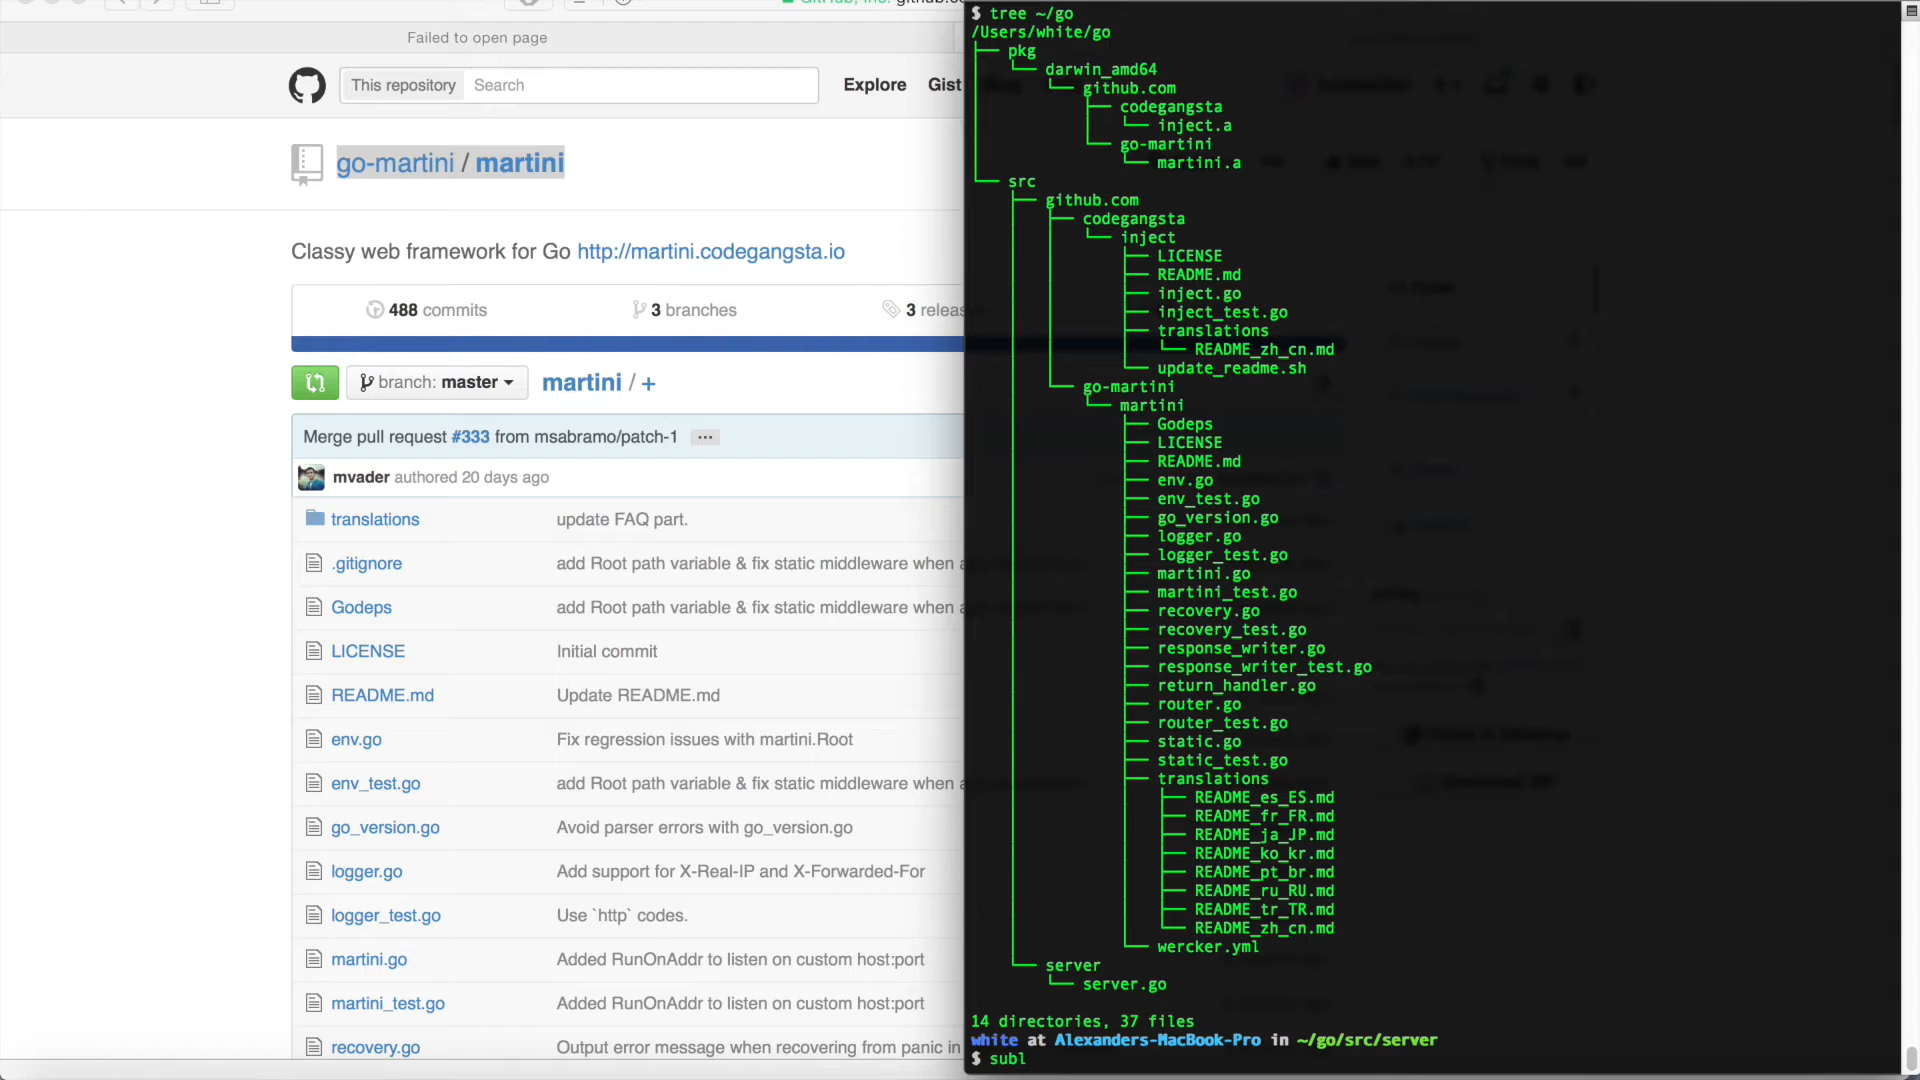 Failed to open page
This repository Search
Explore Gist
go-martini / martini
Classy web framework for Go http://martini.codegangsta.io
488 commits 3 branches 3
branch: master martini / +
Merge pull request #333 from msabramo/patch-1 ...
mvader authored 20 days ago
translations update FAQ part.
.gitignore add Root path variable & fix static middleware when
Godeps add Root path variable & fix static middleware when
LICENSE Initial commit
README.md Update README.md
env.go Fix regression issues with martini.Root
env_test.go add Root path variable & fix static middleware when
go_version.go Avoid parser errors with go_version.go
logger.go Add support for X-Real-IP and X-Forwarded-For
logger_test.go Use `http` codes.
martini.go Added RunOnAddr to listen on custom host:port
martini_test.go Added RunOnAddr to listen on custom host:port
recovery.go Output error message when recovering from panic in
$ tree ~/go
/Users/white/go
├── pkg
│   └── darwin_amd64
│       └── github.com
│           ├── codegangsta
│           │   └── inject.a
│           └── go-martini
│               └── martini.a
└── src
    ├── github.com
    │   ├── codegangsta
    │   │   └── inject
    │   │       ├── LICENSE
    │   │       ├── README.md
    │   │       ├── inject.go
    │   │       ├── inject_test.go
    │   │       ├── translations
    │   │       │   └── README_zh_cn.md
    │   │       └── update_readme.sh
    │   └── go-martini
    │       └── martini
    │           ├── Godeps
    │           ├── LICENSE
    │           ├── README.md
    │           ├── env.go
    │           ├── env_test.go
    │           ├── go_version.go
    │           ├── logger.go
    │           ├── logger_test.go
    │           ├── martini.go
    │           ├── martini_test.go
    │           ├── recovery.go
    │           ├── recovery_test.go
    │           ├── response_writer.go
    │           ├── response_writer_test.go
    │           ├── return_handler.go
    │           ├── router.go
    │           ├── router_test.go
    │           ├── static.go
    │           ├── static_test.go
    │           ├── translations
    │           │   ├── README_es_ES.md
    │           │   ├── README_fr_FR.md
    │           │   ├── README_ja_JP.md
    │           │   ├── README_ko_kr.md
    │           │   ├── README_pt_br.md
    │           │   ├── README_ru_RU.md
    │           │   ├── README_tr_TR.md
    │           │   └── README_zh_cn.md
    │           └── wercker.yml
    └── server
        └── server.go
14 directories, 37 files
white at Alexanders-MacBook-Pro in ~/go/src/server
$ subl